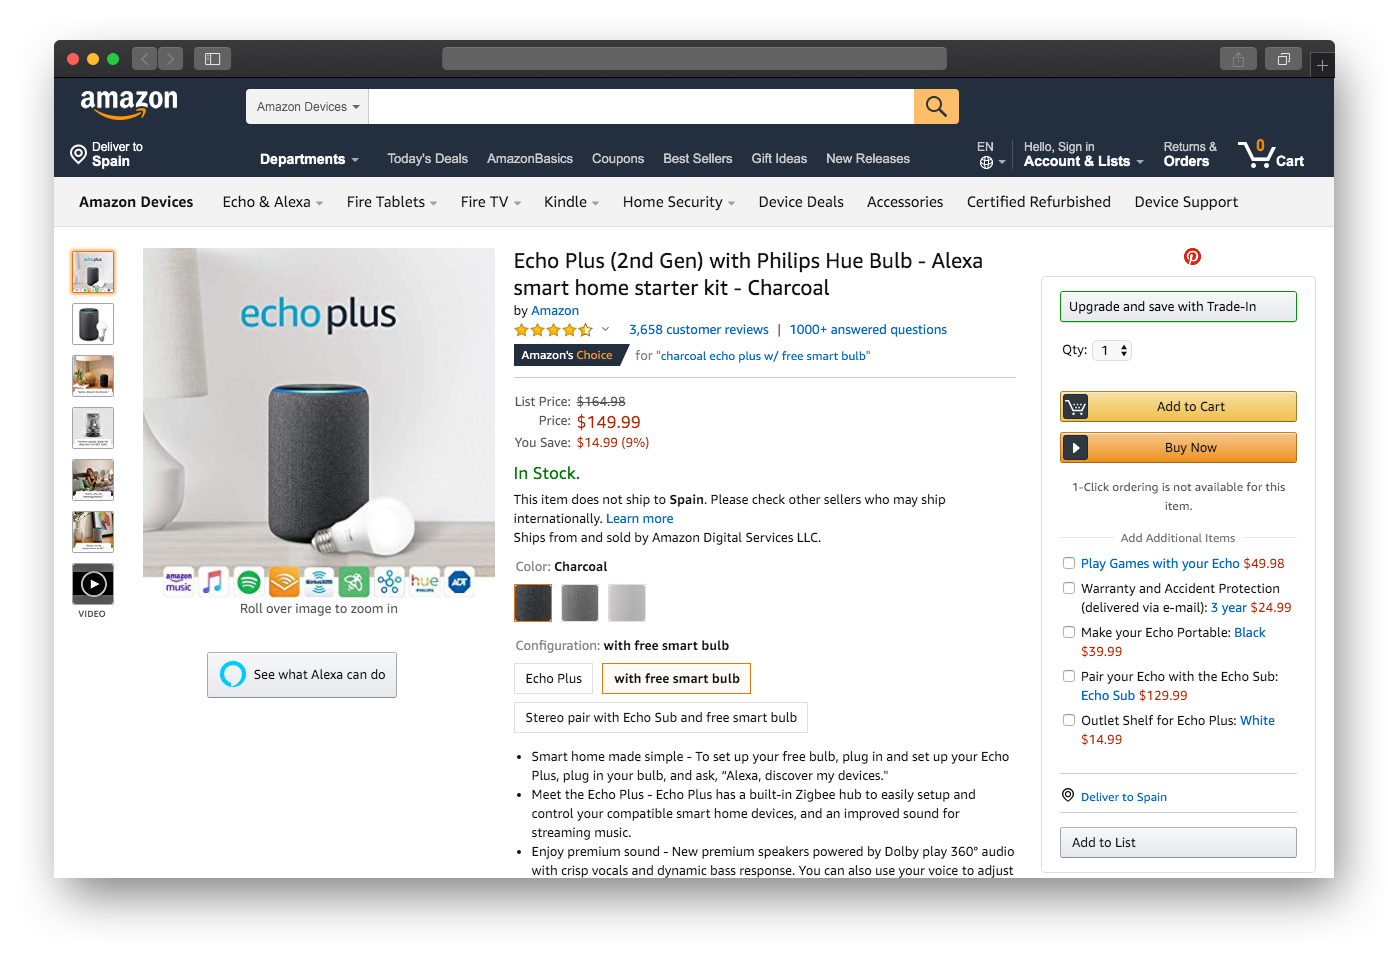 amazon
Amazon Devices
Deliver to
Spain
Departments
Today's Deals
AmazonBasics
Coupons
Best Sellers
Gift Ideas
New Releases
EN
Hello, Sign in
Account & Lists
Returns &
Orders
0
Cart
Amazon Devices
Echo & Alexa
Fire Tablets
Fire TV
Kindle
Home Security
Device Deals
Accessories
Certified Refurbished
Device Support
echo plus
amazon
music
SiriusXM
hue
PHILIPS
ADT
Roll over image to zoom in
VIDEO
See what Alexa can do
Echo Plus (2nd Gen) with Philips Hue Bulb - Alexa
smart home starter kit - Charcoal
by Amazon
3,658 customer reviews | 1000+ answered questions
Amazon's Choice for "charcoal echo plus w/ free smart bulb"
List Price: $164.98
Price: $149.99
You Save: $14.99 (9%)
In Stock.
This item does not ship to Spain. Please check other sellers who may ship
internationally. Learn more
Ships from and sold by Amazon Digital Services LLC.
Color: Charcoal
Configuration: with free smart bulb
Echo Plus
with free smart bulb
Stereo pair with Echo Sub and free smart bulb
• Smart home made simple - To set up your free bulb, plug in and set up your Echo
Plus, plug in your bulb, and ask, “Alexa, discover my devices."
• Meet the Echo Plus - Echo Plus has a built-in Zigbee hub to easily setup and
control your compatible smart home devices, and an improved sound for
streaming music.
• Enjoy premium sound - New premium speakers powered by Dolby play 360° audio
with crisp vocals and dynamic bass response. You can also use your voice to adjust
Upgrade and save with Trade-In
Qty: 1
Add to Cart
Buy Now
1-Click ordering is not available for this
item.
Add Additional Items
Play Games with your Echo $49.98
Warranty and Accident Protection
(delivered via e-mail): 3 year $24.99
Make your Echo Portable: Black
$39.99
Pair your Echo with the Echo Sub:
Echo Sub $129.99
Outlet Shelf for Echo Plus: White
$14.99
Deliver to Spain
Add to List